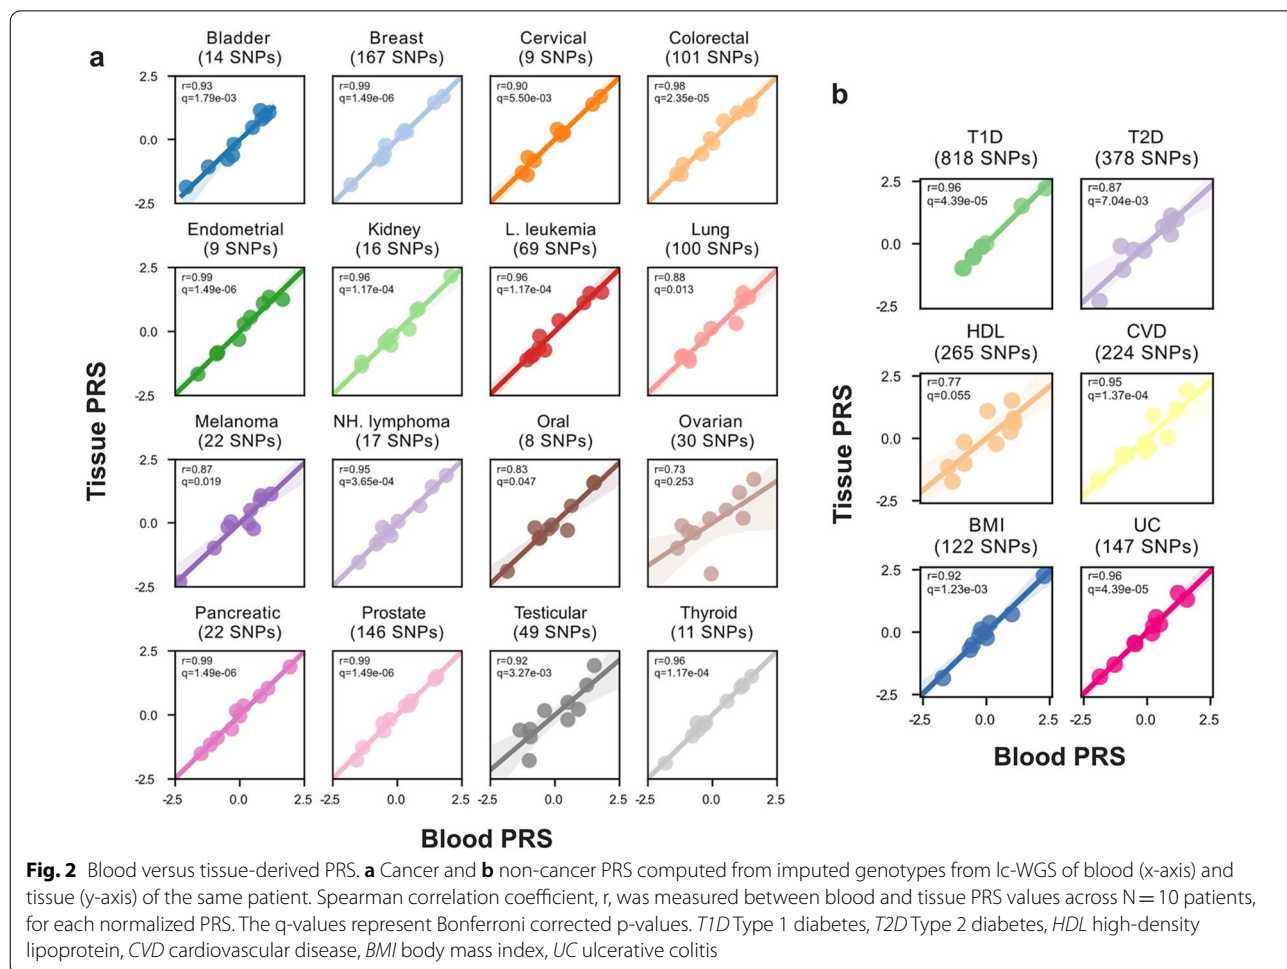 a
Bladder
(14 SNPs)
Breast
(167 SNPs)
Cervical
(9 SNPs)
Colorectal
(101 SNPs)
2.5
0.0
-2.5
r=0.93
q=1.79e-03
r=0.99
q=1.49e-06
r=0.90
q=5.50e-03
r=0.98
q=2.35e-05
Endometrial
(9 SNPs)
Kidney
(16 SNPs)
L. leukemia
(69 SNPs)
Lung
(100 SNPs)
2.5
0.0
-2.5
r=0.99
q=1.49e-06
r=0.96
q=1.17e-04
r=0.96
q=1.17e-04
r=0.88
q=0.013
Tissue PRS
Melanoma
(22 SNPs)
NH. lymphoma
(17 SNPs)
Oral
(8 SNPs)
Ovarian
(30 SNPs)
2.5
0.0
-2.5
r=0.87
q=0.019
r=0.95
q=3.65e-04
r=0.83
q=0.047
r=0.73
q=0.253
Pancreatic
(22 SNPs)
Prostate
(146 SNPs)
Testicular
(49 SNPs)
Thyroid
(11 SNPs)
2.5
0.0
-2.5
r=0.99
q=1.49e-06
r=0.99
q=1.49e-06
r=0.92
q=3.27e-03
r=0.96
q=1.17e-04
-2.5 0.0 2.5 -2.5 0.0 2.5 -2.5 0.0 2.5 -2.5 0.0 2.5
Blood PRS
b
T1D
(818 SNPs)
T2D
(378 SNPs)
2.5
0.0
-2.5
r=0.96
q=4.39e-05
r=0.87
q=7.04e-03
HDL
(265 SNPs)
CVD
(224 SNPs)
2.5
0.0
-2.5
r=0.77
q=0.055
r=0.95
q=1.37e-04
Tissue PRS
BMI
(122 SNPs)
UC
(147 SNPs)
2.5
0.0
-2.5
r=0.92
q=1.23e-03
r=0.96
q=4.39e-05
-2.5 0.0 2.5 -2.5 0.0 2.5
Blood PRS
Fig. 2 Blood versus tissue-derived PRS. a Cancer and b non-cancer PRS computed from imputed genotypes from lc-WGS of blood (x-axis) and
tissue (y-axis) of the same patient. Spearman correlation coefficient, r, was measured between blood and tissue PRS values across N = 10 patients,
for each normalized PRS. The q-values represent Bonferroni corrected p-values. T1D Type 1 diabetes, T2D Type 2 diabetes, HDL high-density
lipoprotein, CVD cardiovascular disease, BMI body mass index, UC ulcerative colitis